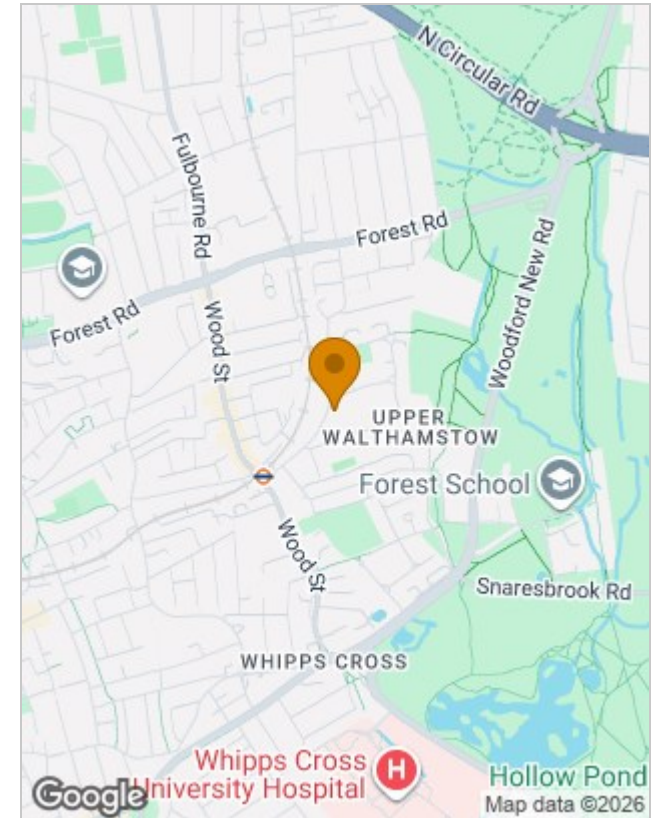 N Circular Rd
Fulbourne Rd
Forest Rd
Woodford New Rd
Forest Rd
Wood St
UPPER
WALTHAMSTOW
Forest School
Wood St
Snaresbrook Rd
WHIPPS CROSS
Whipps Cross
University Hospital
H
Hollow Pond
Google
Map data ©2026